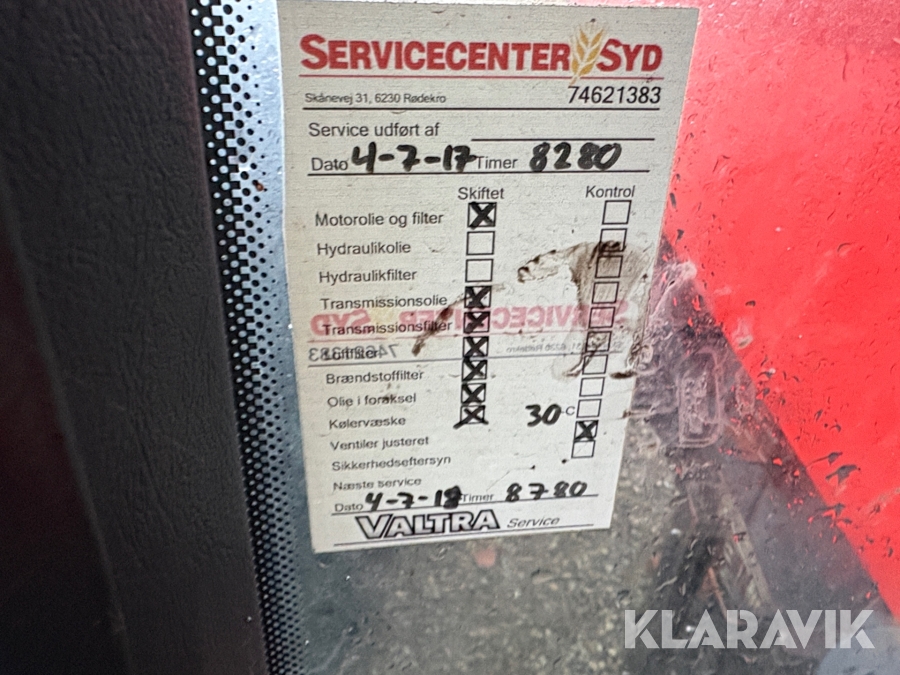 SERVICECENTER SYD
Skånevej 31, 6230 Rødekro 74621383
Service udført af
Dato 4-7-17 Timer 8280
Skiftet Kontrol
Motorolie og filter
Hydraulikolie
Hydraulikfilter
Transmissionsolie
Transmissionsfilter
Luftfilter
Brændstoffilter
Olie i foraksel
Kølervæske 30°C
Ventiler justeret
Sikkerhedseftersyn
Næste service
Dato 4-7-18 Timer 8780
VALTRA Service
KLARAVIK